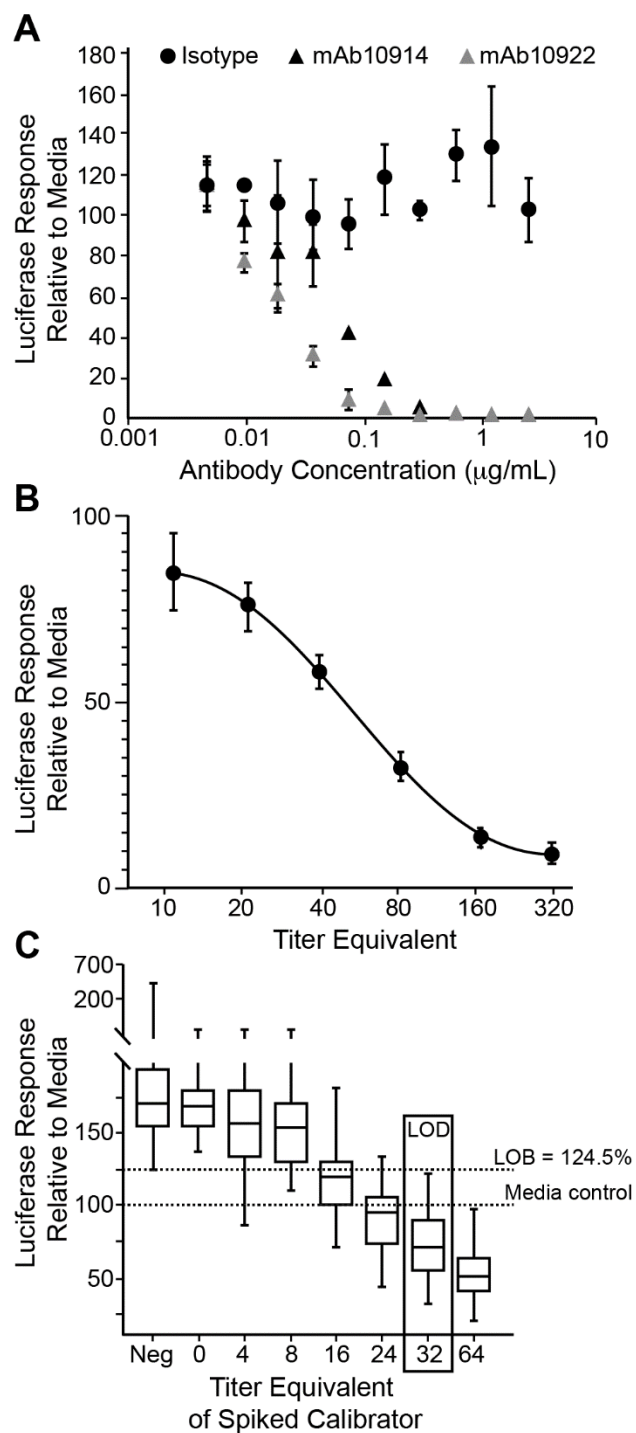 A
● Isotype ▲ mAb10914 ▲ mAb10922
180
160
140
120
100
80
60
40
20
0
Luciferase Response
Relative to Media
0.001 0.01 0.1 1 10
Antibody Concentration (μg/mL)
B
100
50
0
Luciferase Response
Relative to Media
10 20 40 80 160 320
Titer Equivalent
C
700
200
150
100
50
Luciferase Response
Relative to Media
LOD
LOB = 124.5%
Media control
Neg 0 4 8 16 24 32 64
Titer Equivalent
of Spiked Calibrator